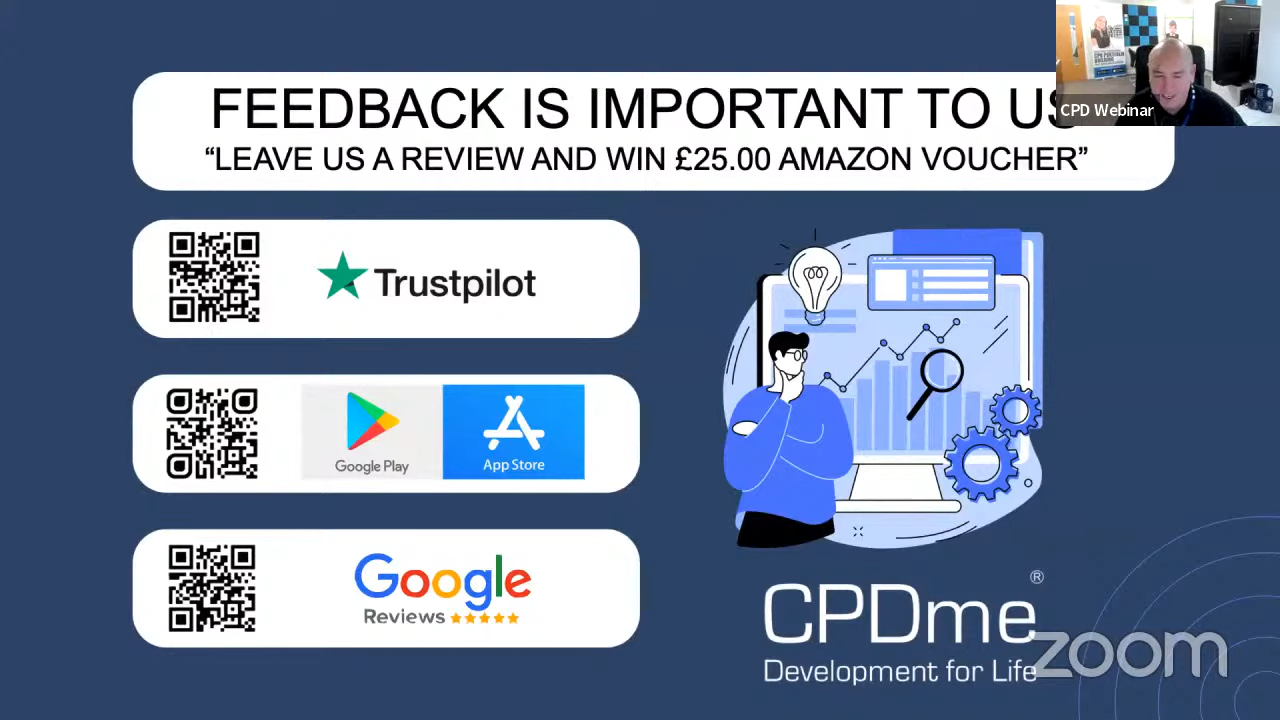 FEEDBACK IS IMPORTANT TO US
“LEAVE US A REVIEW AND WIN £25.00 AMAZON VOUCHER”
CPD Webinar
Trustpilot
Google Play
App Store
Google
Reviews
CPDme®
Development for Life
zoom